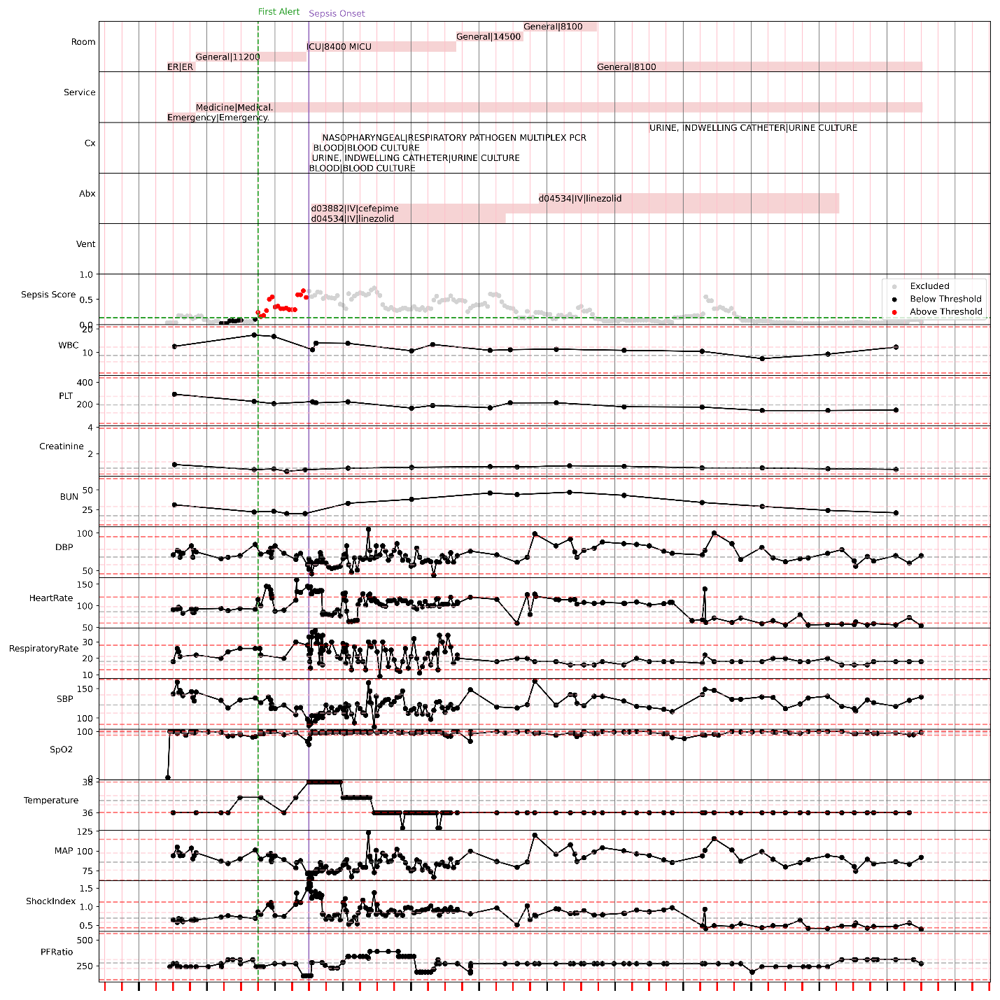 First Alert
Sepsis Onset
Room
General|8100
General|14500
ICU|8400 MICU
General|11200
ER|ER
General|8100
Service
Medicine|Medical.
Emergency|Emergency.
Cx
URINE, INDWELLING CATHETER|URINE CULTURE
NASOPHARYNGEAL|RESPIRATORY PATHOGEN MULTIPLEX PCR
BLOOD|BLOOD CULTURE
URINE, INDWELLING CATHETER|URINE CULTURE
BLOOD|BLOOD CULTURE
Abx
d04534|IV|linezolid
d03882|IV|cefepime
d04534|IV|linezolid
Vent
Sepsis Score
1.0
0.5
0.0
Excluded
Below Threshold
Above Threshold
WBC
20
10
PLT
400
200
Creatinine
4
2
BUN
50
25
DBP
100
50
HeartRate
150
100
50
RespiratoryRate
30
20
10
SBP
150
100
SpO2
100
0
Temperature
38
36
MAP
125
100
75
ShockIndex
1.5
1.0
0.5
PFRatio
500
250